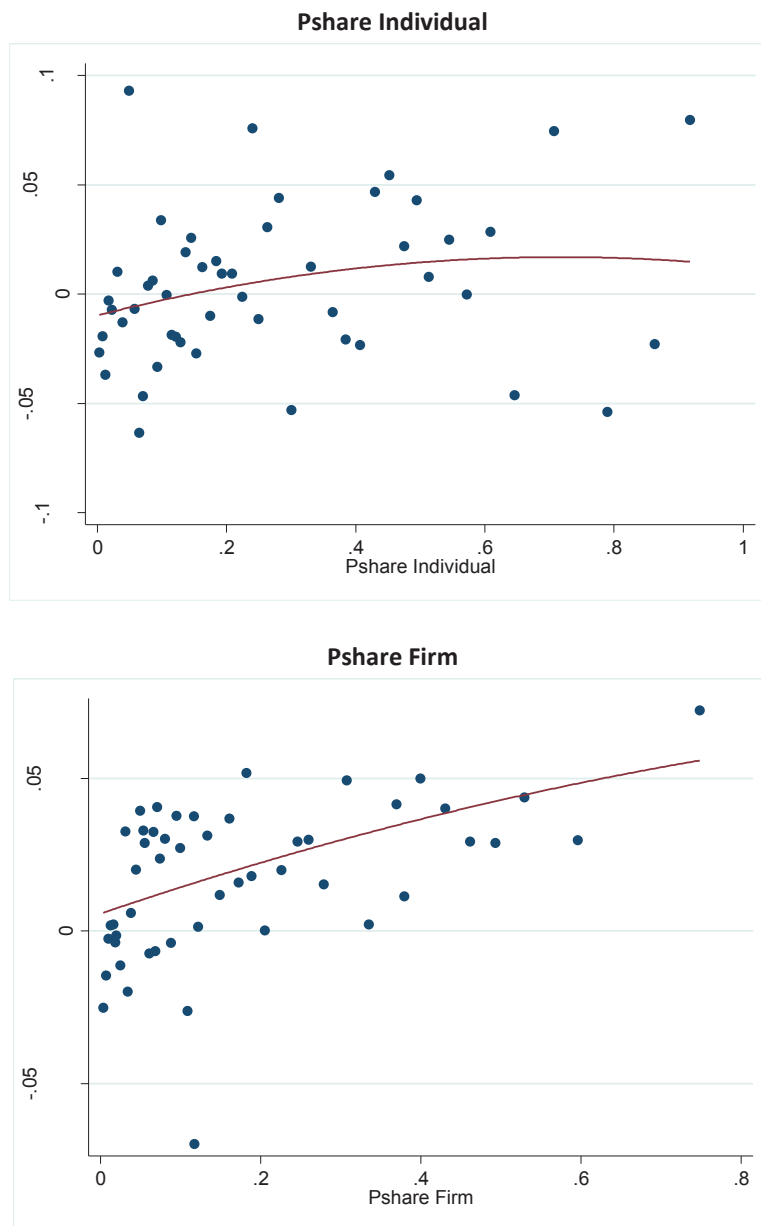 Pshare Individual
.1
.05
0
-.05
-.1
0 .2 .4 .6 .8 1
Pshare Individual
Pshare Firm
.05
0
-.05
0 .2 .4 .6 .8
Pshare Firm